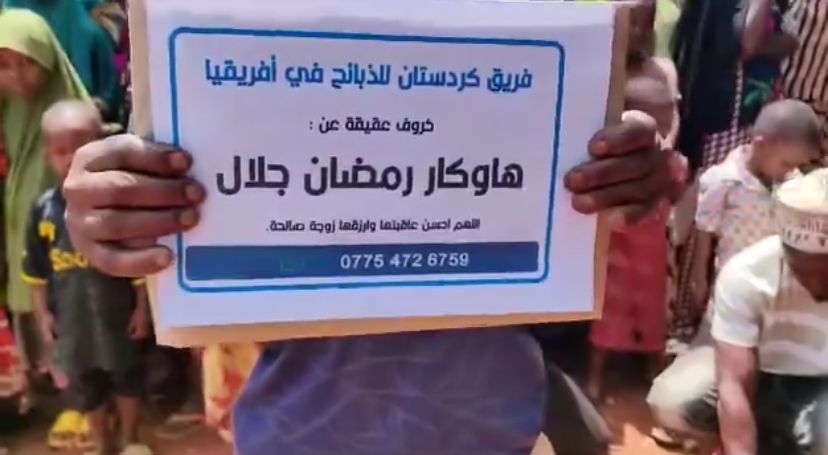 فريق كردستان للذبائح في أفريقيا
خروف عقيقة عن :
هاوكار رمضان جلال
اللهم احسن عاقبتها وارزقها زوجة صالحة.
0775 472 6759